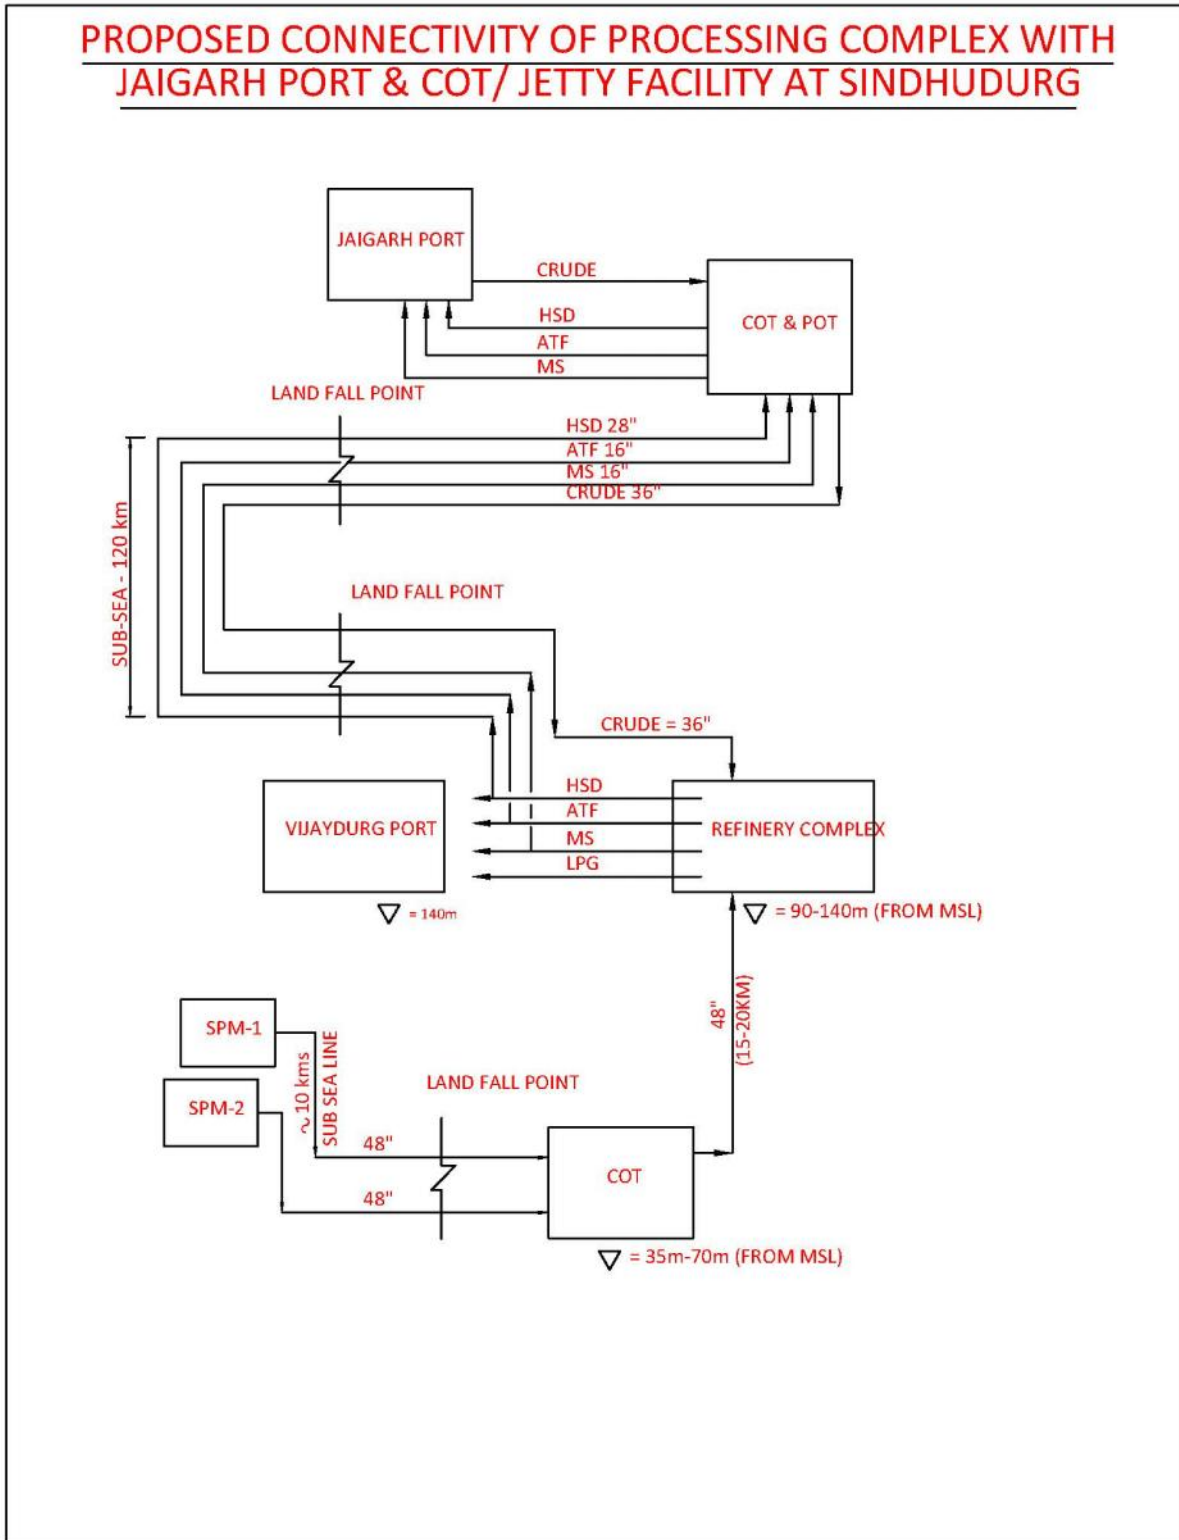 PROPOSED CONNECTIVITY OF PROCESSING COMPLEX WITH
JAIGARH PORT & COT/ JETTY FACILITY AT SINDHUDURG
JAIGARH PORT
CRUDE
HSD
ATF
MS
COT & POT
LAND FALL POINT
HSD 28"
ATF 16"
MS 16"
CRUDE 36"
SUB-SEA - 120 km
LAND FALL POINT
CRUDE = 36"
VIJAYDURG PORT
HSD
ATF
MS
LPG
REFINERY COMPLEX
= 140m
= 90-140m (FROM MSL)
48"
(15-20KM)
SPM-1
SPM-2
~ 10 kms
SUB SEA LINE
LAND FALL POINT
48"
48"
COT
= 35m-70m (FROM MSL)